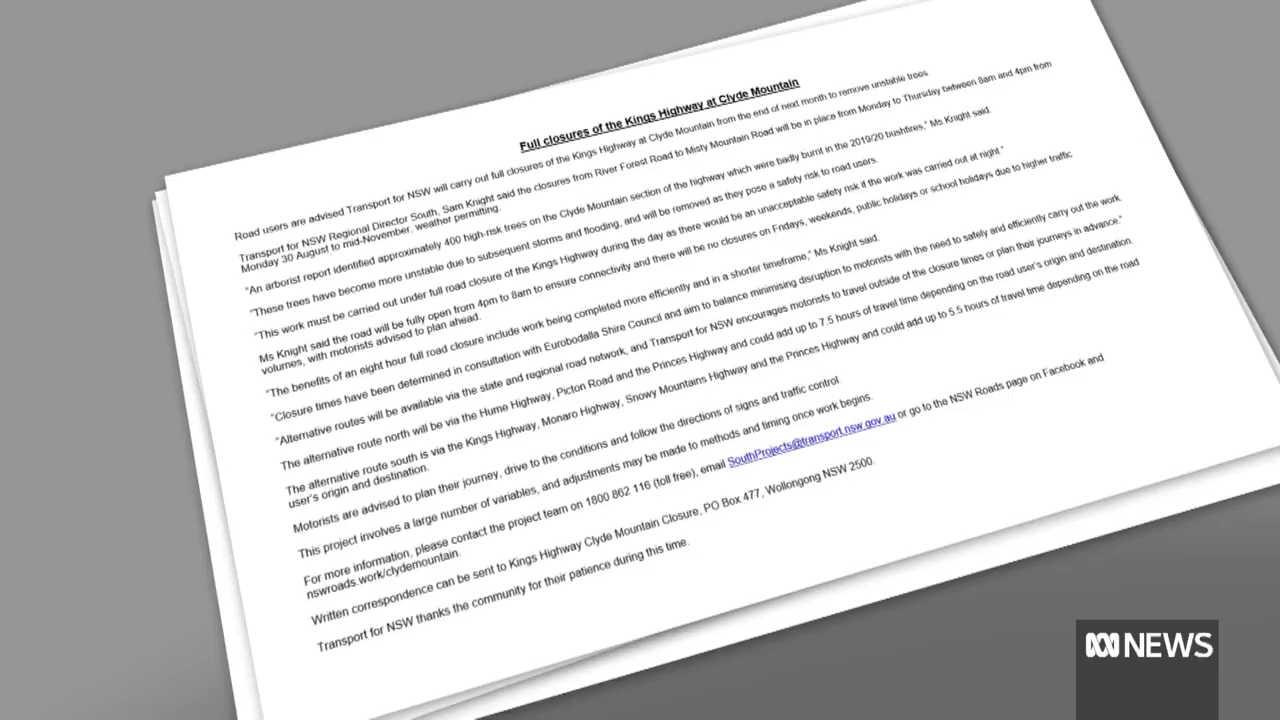 Full closures of the Kings Highway at Clyde Mountain
Road users are advised Transport for NSW will carry out full closures of the Kings Highway at Clyde Mountain from the end of next month to remove unstable trees.
Transport for NSW Regional Director South, Sam Knight said the closures from River Forest Road to Misty Mountain Road will be in place from Monday to Thursday between 8am and 4pm from
Monday 30 August to mid-November, weather permitting.
“An arborist report identified approximately 400 high-risk trees on the Clyde Mountain section of the highway which were badly burnt in the 2019/20 bushfires,” Ms Knight said.
“These trees have become more unstable due to subsequent storms and flooding, and will be removed as they pose a safety risk to road users.
“This work must be carried out under full road closure of the Kings Highway during the day as there would be an unacceptable safety risk if the work was carried out at night.”
Ms Knight said the road will be fully open from 4pm to 8am to ensure connectivity and there will be no closures on Fridays, weekends, public holidays or school holidays due to higher traffic
volumes, with motorists advised to plan ahead.
“The benefits of an eight hour full road closure include work being completed more efficiently and in a shorter timeframe,” Ms Knight said.
“Closure times have been determined in consultation with Eurobodalla Shire Council and aim to balance minimising disruption to motorists with the need to safely and efficiently carry out the work.
“Alternative routes will be available via the state and regional road network, and Transport for NSW encourages motorists to travel outside of the closure times or plan their journeys in advance.”
The alternative route north will be via the Hume Highway, Picton Road and the Princes Highway and could add up to 7.5 hours of travel time depending on the road user's origin and destination.
The alternative route south is via the Kings Highway, Monaro Highway, Snowy Mountains Highway and the Princes Highway and could add up to 5.5 hours of travel time depending on the road
user's origin and destination.
Motorists are advised to plan their journey, drive to the conditions and follow the directions of signs and traffic control.
This project involves a large number of variables, and adjustments may be made to methods and timing once work begins.
For more information, please contact the project team on 1800 862 116 (toll free), email SouthProjects@transport.nsw.gov.au or go to the NSW Roads page on Facebook and
nswroads.work/clydemountain.
Written correspondence can be sent to Kings Highway Clyde Mountain Closure, PO Box 477, Wollongong NSW 2500.
Transport for NSW thanks the community for their patience during this time.
NEWS